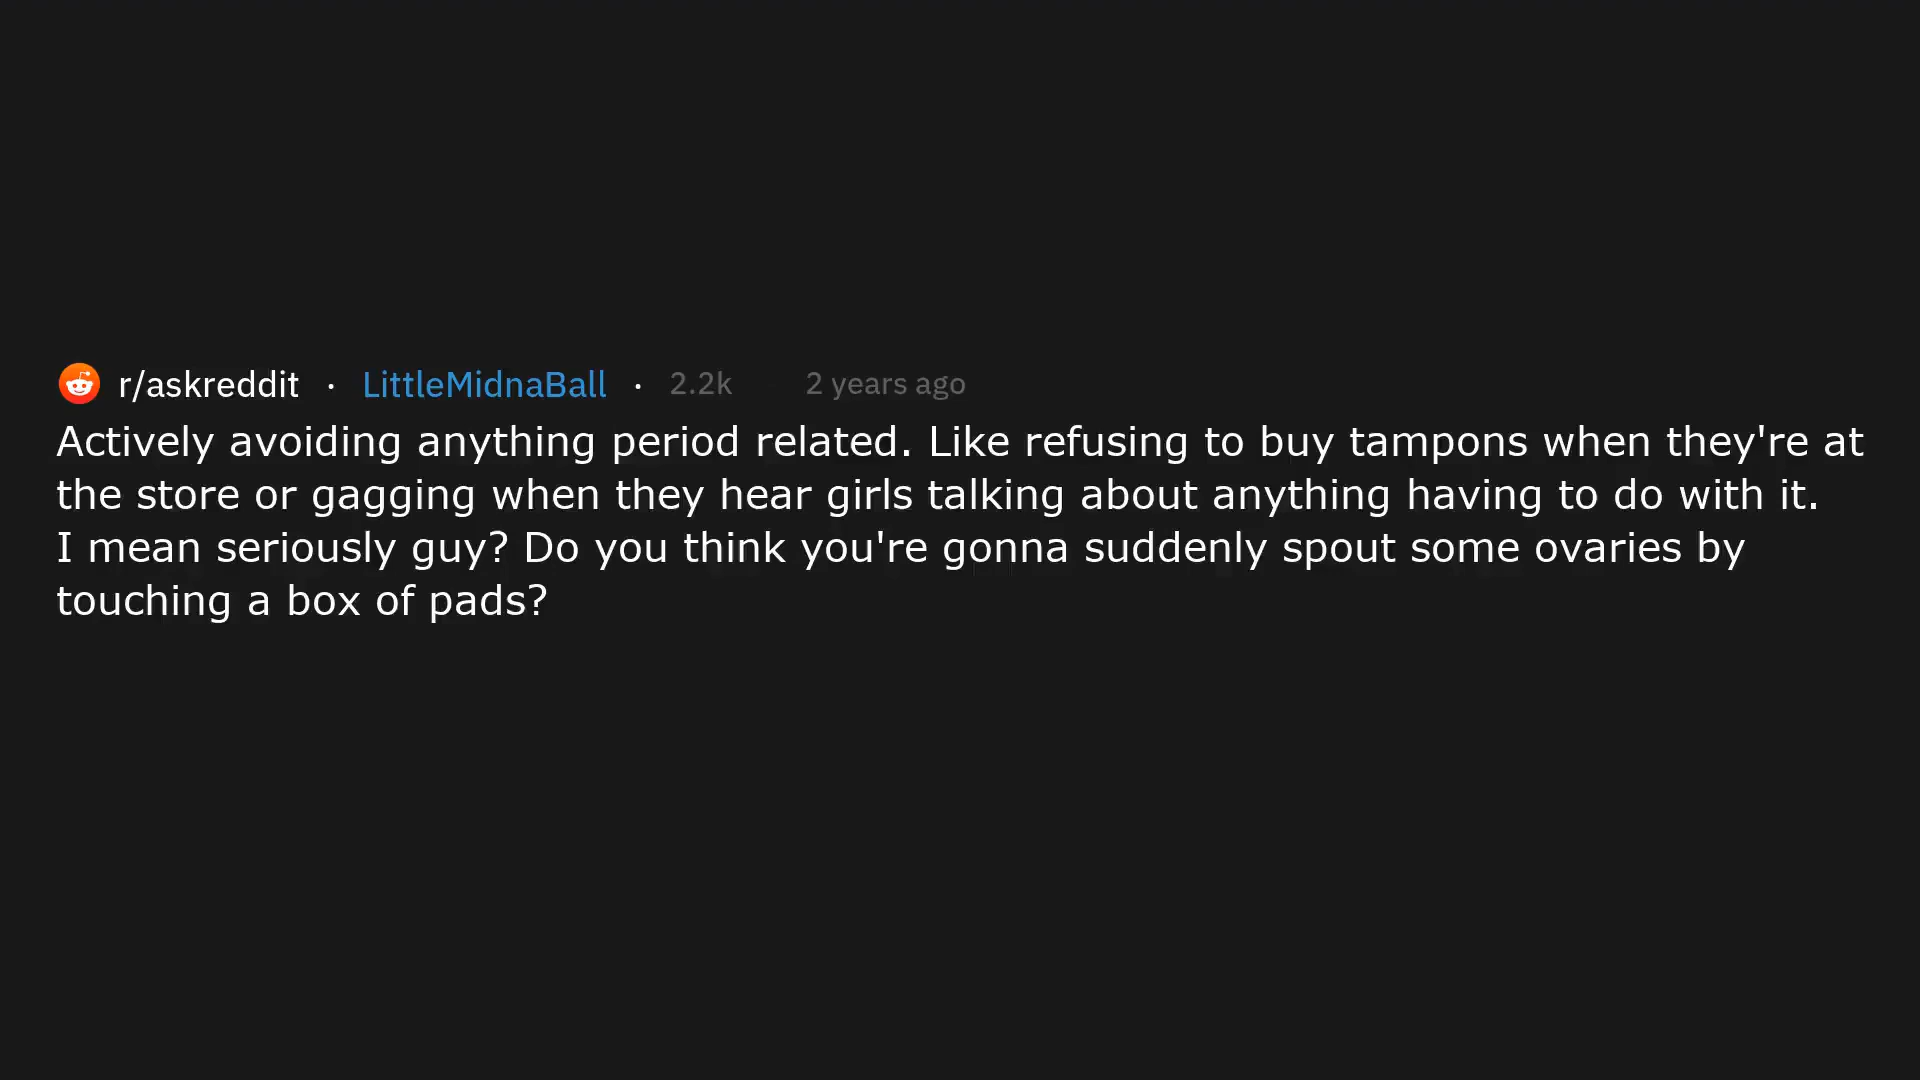 r/askreddit · LittleMidnaBall · 2.2k 2 years ago
Actively avoiding anything period related. Like refusing to buy tampons when they're at
the store or gagging when they hear girls talking about anything having to do with it.
I mean seriously guy? Do you think you're gonna suddenly spout some ovaries by
touching a box of pads?